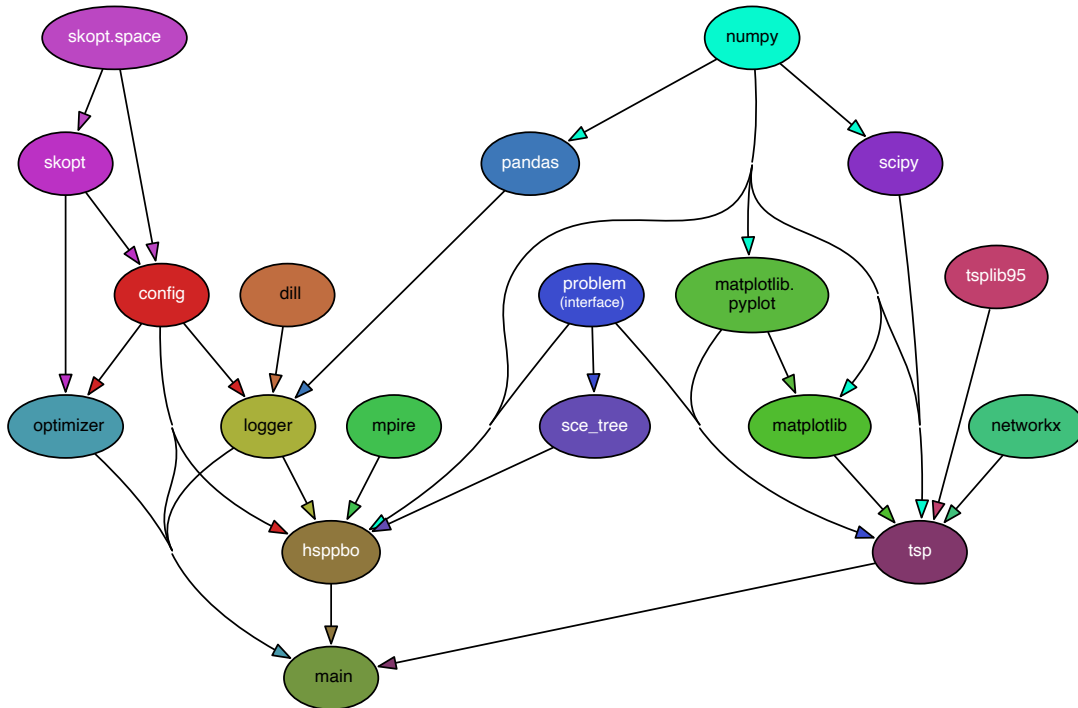 skopt.space
numpy
skopt
pandas
scipy
config
dill
problem
(interface)
matplotlib.
pyplot
tsplib95
optimizer
logger
mpire
sce_tree
matplotlib
networkx
hsppbo
tsp
main